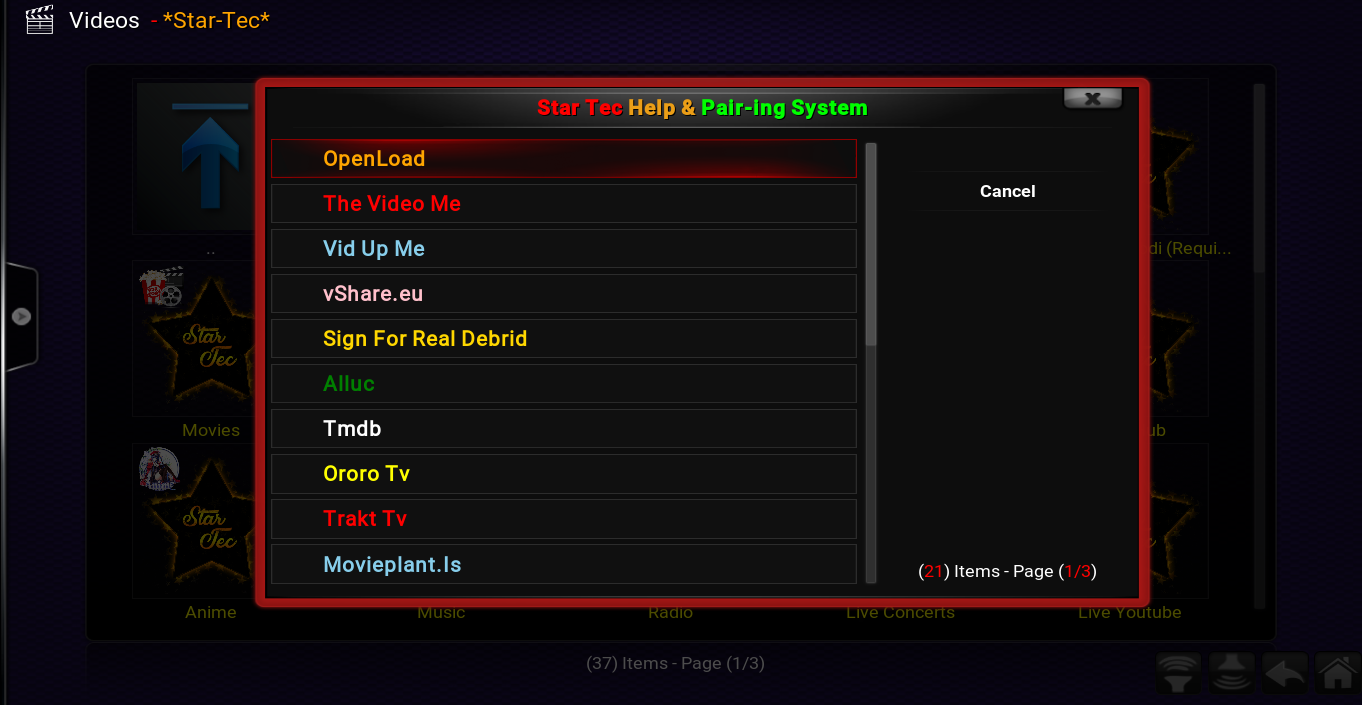 Videos - *Star-Tec*
Star Tec Help & Pair-ing System
OpenLoad
The Video Me
Vid Up Me
vShare.eu
Sign For Real Debrid
Alluc
Tmdb
Ororo Tv
Trakt Tv
Movieplant.Is
Cancel
(21) Items - Page (1/3)
..
di (Requi...
Star
Tec
Movies
ub
Anime
Star
Tec
Anime
Music
Radio
Live Concerts
Live Youtube
(37) Items - Page (1/3)